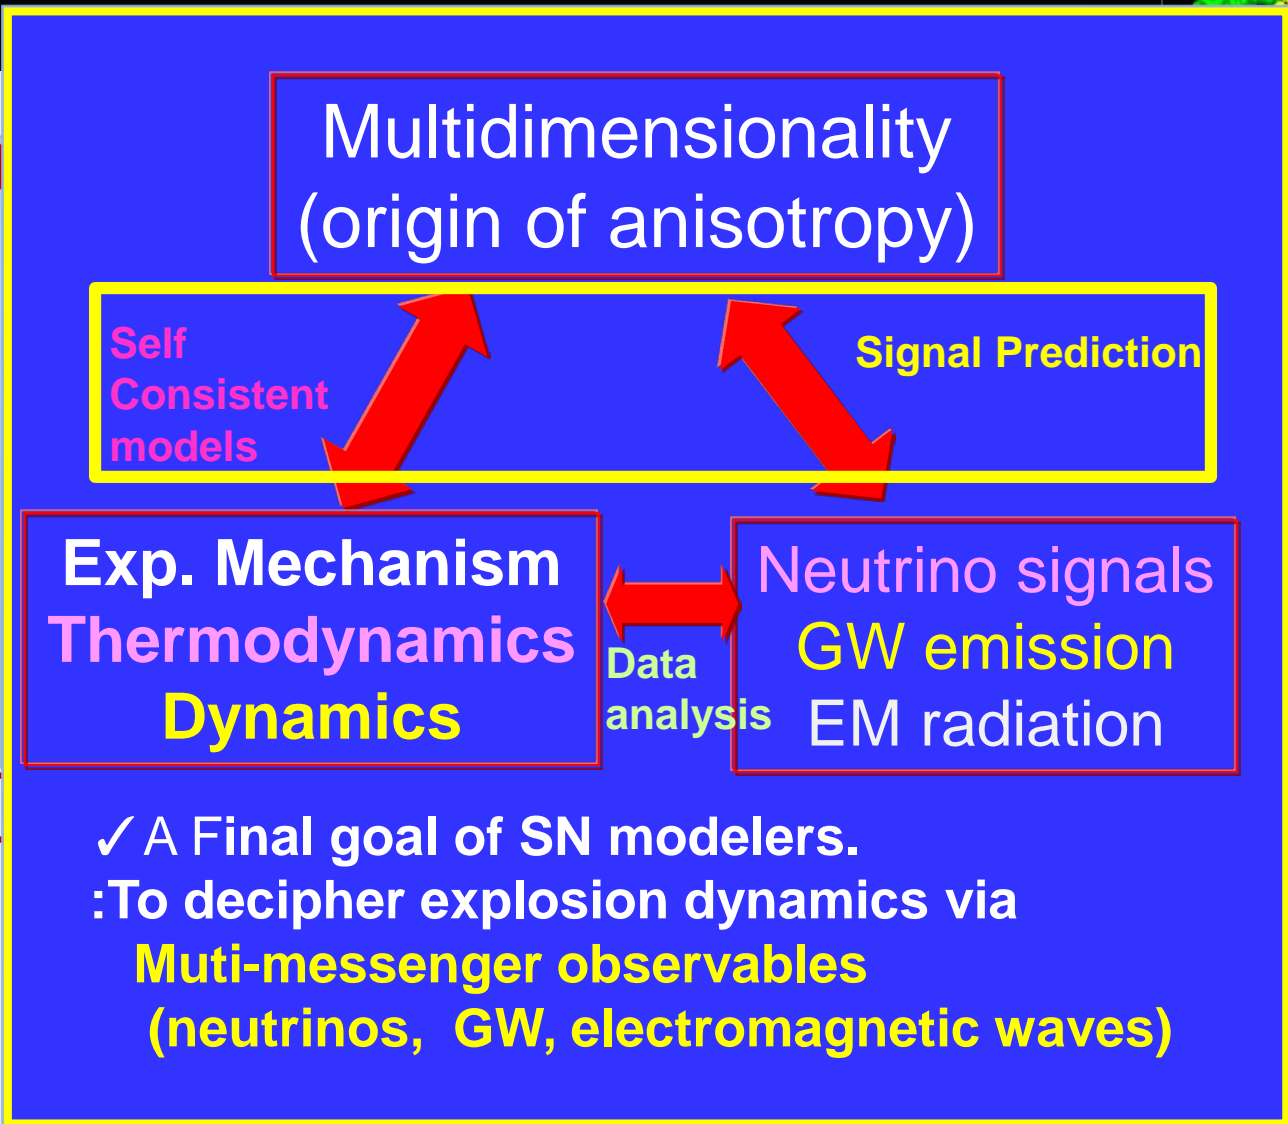 Multidimensionality
(origin of anisotropy)
Self
Consistent
models
Signal Prediction
Exp. Mechanism
Thermodynamics
Dynamics
Data
analysis
Neutrino signals
GW emission
EM radiation
✓A Final goal of SN modelers.
:To decipher explosion dynamics via
Muti-messenger observables
(neutrinos, GW, electromagnetic waves)